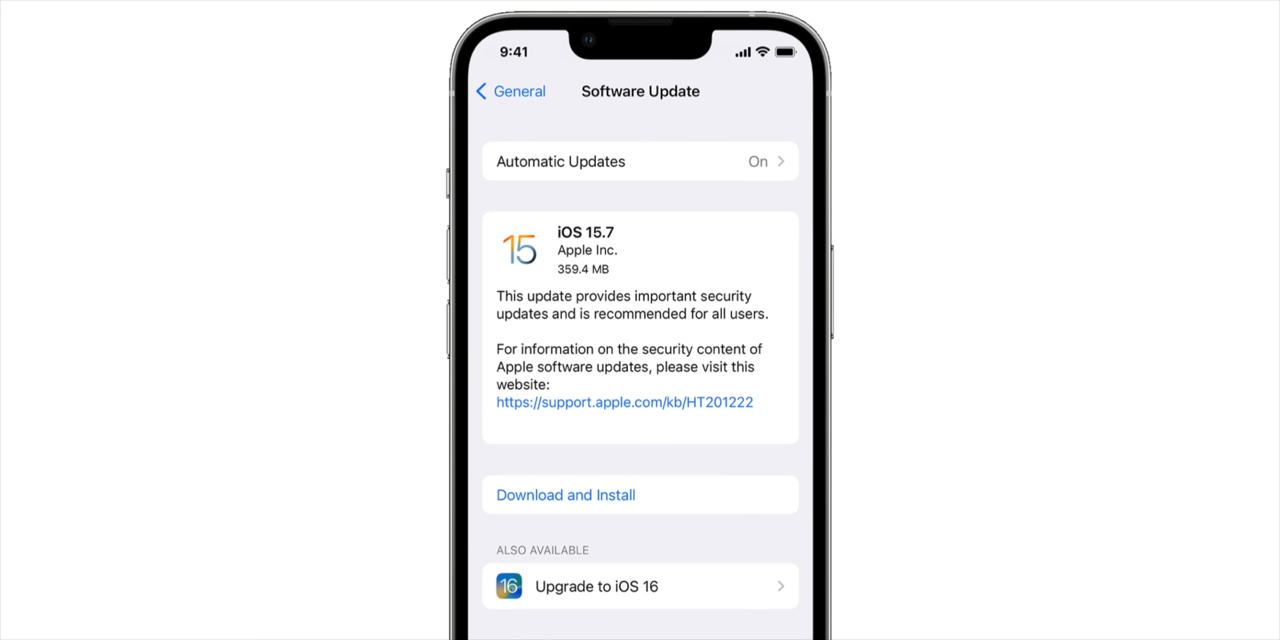 9:41
General
Software Update
Automatic Updates
On
15
iOS 15.7
Apple Inc.
359.4 MB
This update provides important security
updates and is recommended for all users.
For information on the security content of
Apple software updates, please visit this
website:
https://support.apple.com/kb/HT201222
Download and Install
ALSO AVAILABLE
16
Upgrade to iOS 16